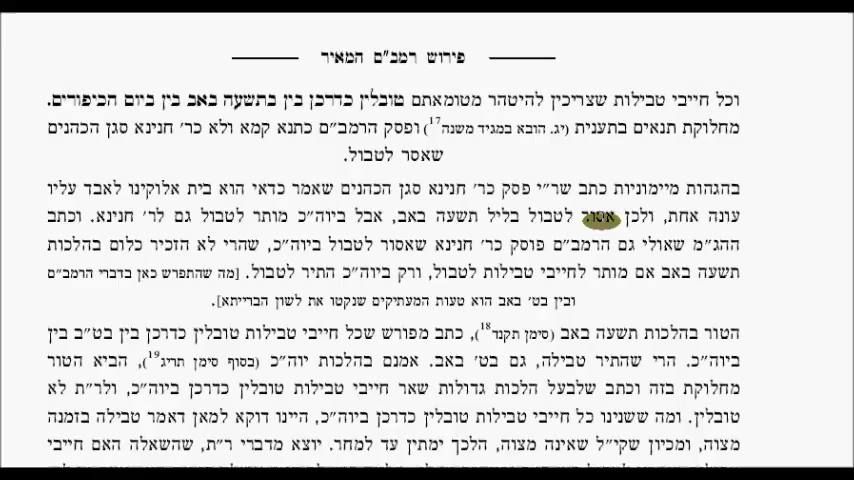 פירוש רמב"ם המאיר
וכל חייבי טבילות שצריכין להיטהר מטומאתם טובלין כדרכן בין בתשעה באב בין ביום הכיפורים.
מחלוקת תנאים בתענית (יג. הובא במגיד משנה17) ופסק הרמב"ם כתנא קמא ולא כר' חנינא סגן הכהנים
שאסר לטבול.
בהגהות מיימוניות כתב שר"י פסק כר' חנינא סגן הכהנים שאמר כדאי הוא בית אלוקינו לאבד עליו
עונה אחת, ולכן אסור לטבול בליל תשעה באב, אבל ביוה"כ מותר לטבול גם לר' חנינא. וכתב
ההג"מ שאולי גם הרמב"ם פוסק כר' חנינא שאסור לטבול ביוה"כ, שהרי לא הזכיר כלום בהלכות
תשעה באב אם מותר לחייבי טבילות לטבול, ורק ביוה"כ התיר לטבול. [מה שהתפרש כאן בדברי הרמב"ם
ובין בט' באב הוא טעות המעתיקים שנקטו את לשון הברייתא].
הטור בהלכות תשעה באב (סימן תקנד18), כתב מפורש שכל חייבי טבילות טובלין כדרכן בין בט"ב בין
ביוה"כ. הרי שהתיר טבילה, גם בט' באב. אמנם בהלכות יוה"כ (בסוף סימן תריג19), הביא הטור
מחלוקת בזה וכתב שלבעל הלכות גדולות שאר חייבי טבילות טובלין כדרכן ביוה"כ, ולר"ת לא
טובלין. ומה ששנינו כל חייבי טבילות טובלין כדרכן ביוה"כ, היינו דוקא למאן דאמר טבילה בזמנה
מצוה, ומכיון שקי"ל שאינה מצוה, הלכך ימתין עד למחר. יוצא מדברי ר"ת, שהשאלה האם חייבי